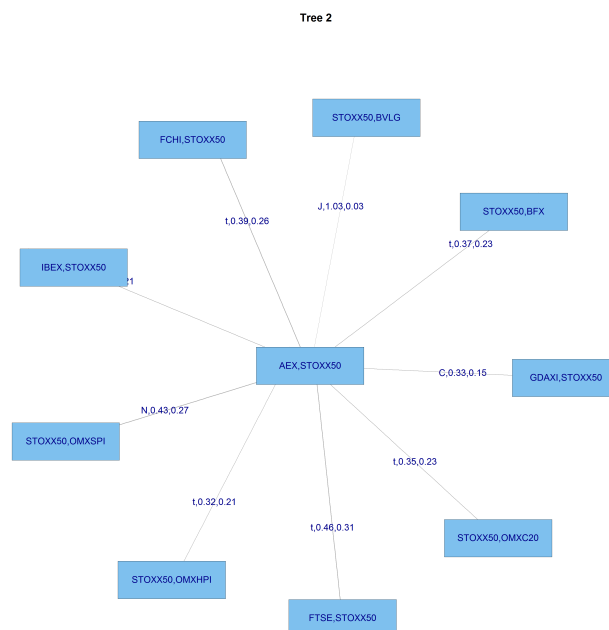 Tree 2
STOXX50,BVLG
FCHI,STOXX50
J,1.03,0.03
STOXX50,BFX
t,0.39,0.26
t,0.37,0.23
IBEX,STOXX50
AEX,STOXX50
C,0.33,0.15
GDAXI,STOXX50
N,0.43,0.27
STOXX50,OMXSPI
t,0.35,0.23
t,0.32,0.21
t,0.46,0.31
STOXX50,OMXC20
STOXX50,OMXHPI
FTSE,STOXX50